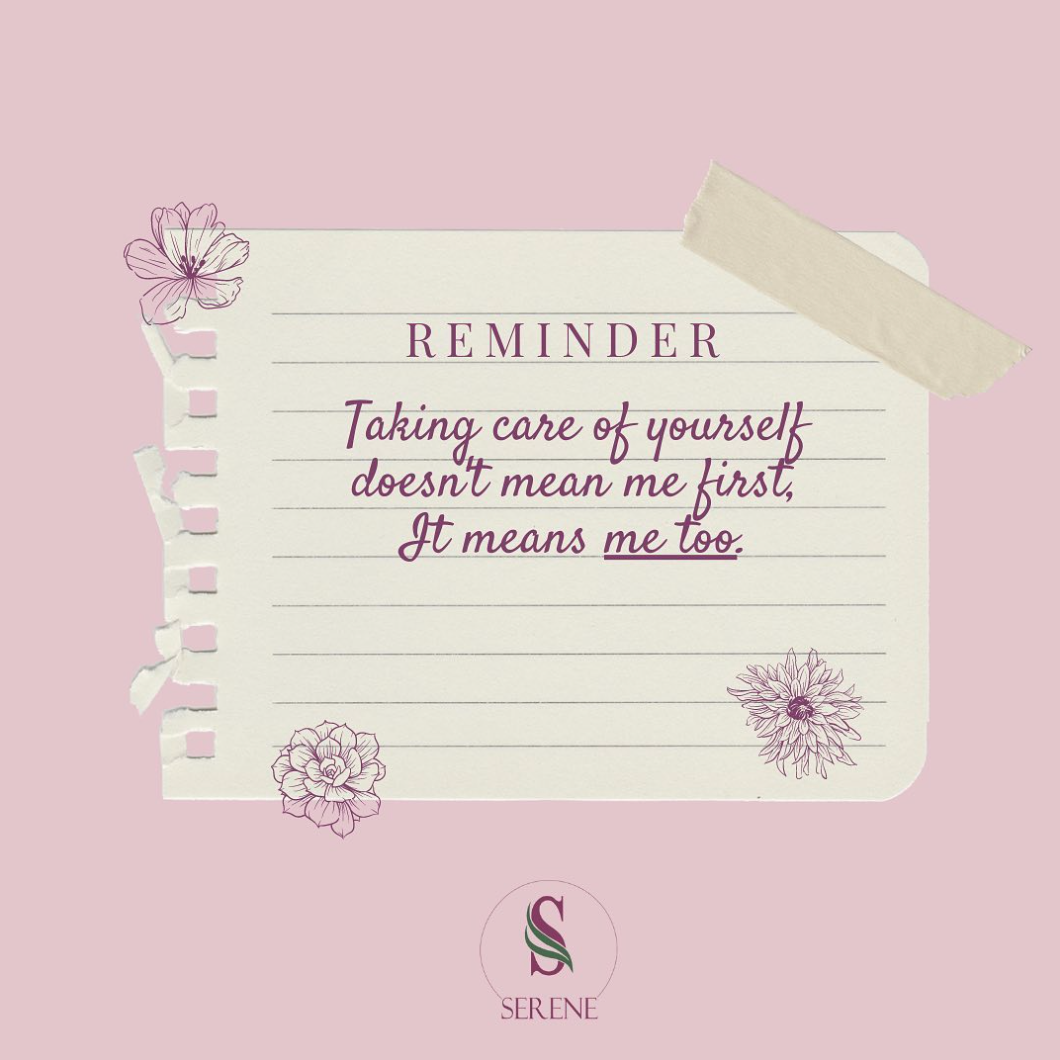 REMINDER
Taking care of yourself
doesn't mean me first,
It means me too.
S
SERENE